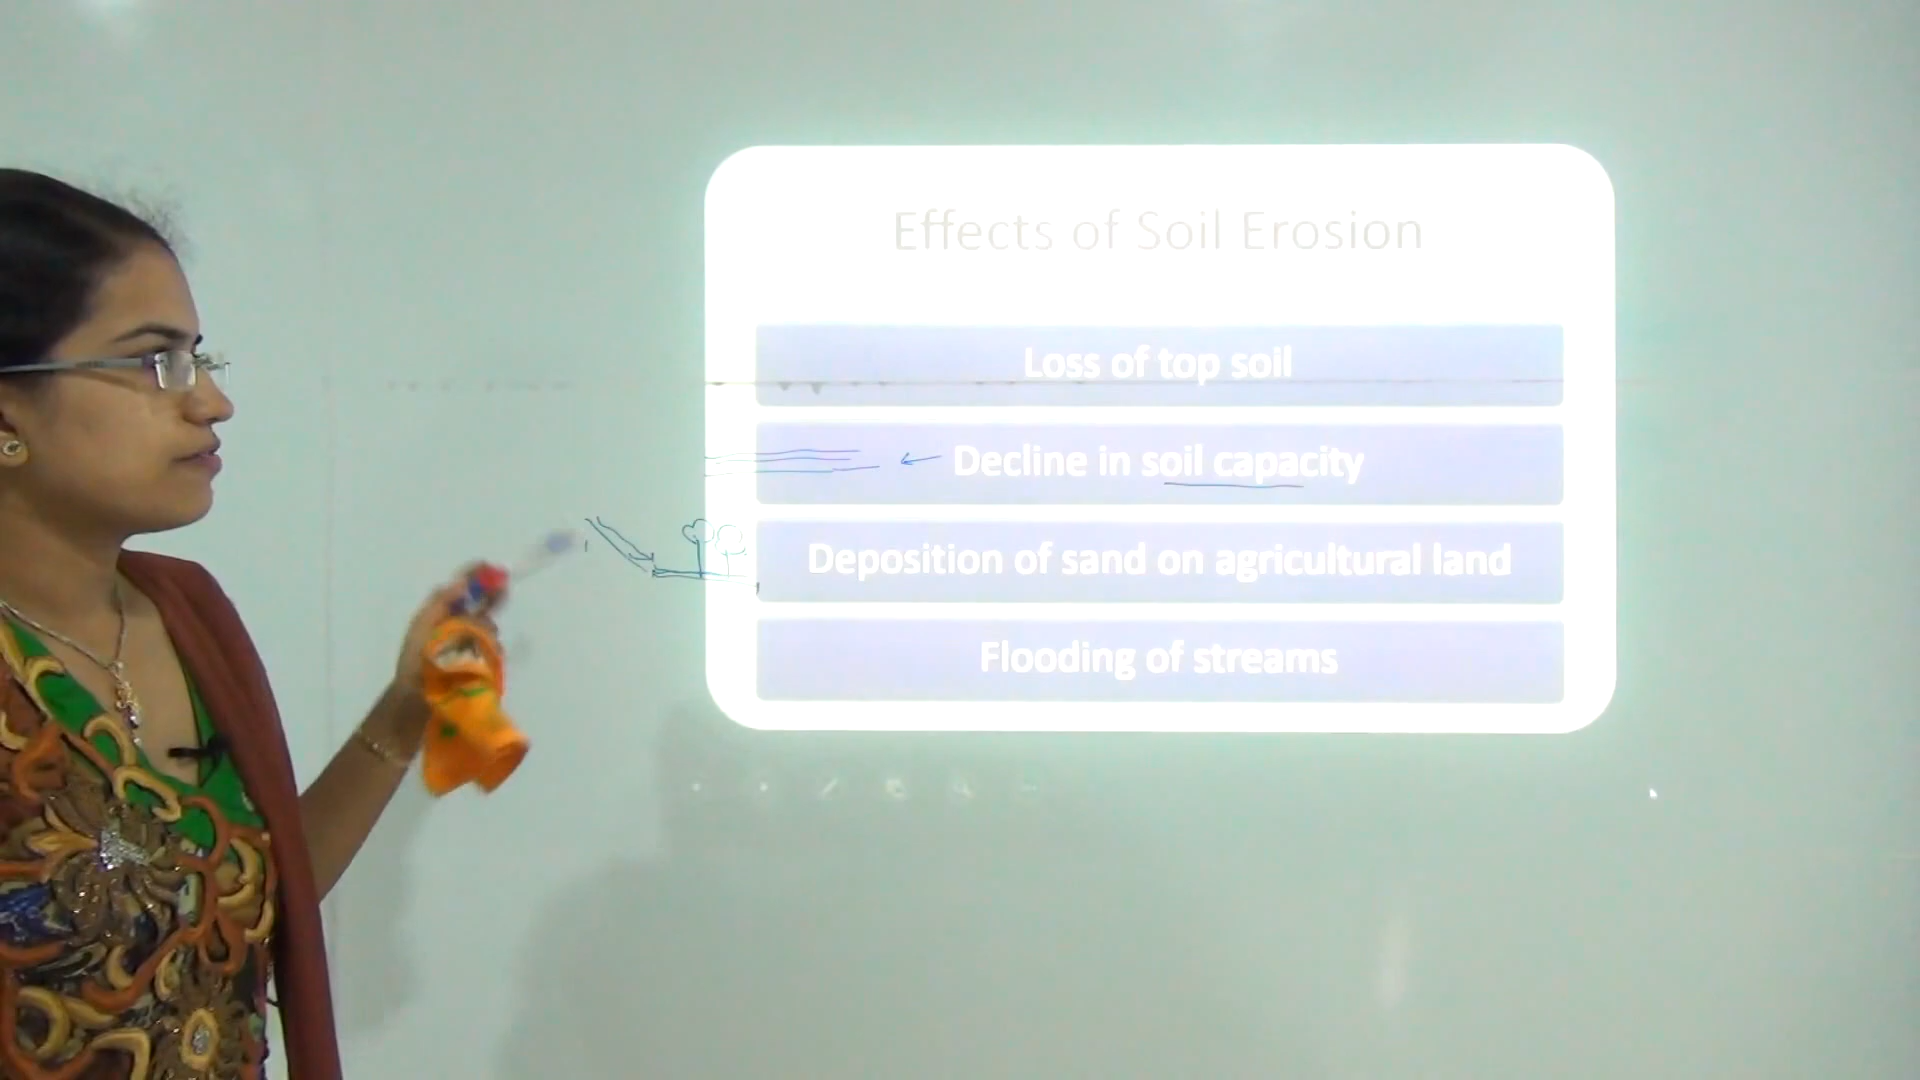 Effects of Soil Erosion
Loss of top soil
Decline in soil capacity
Deposition of sand on agricultural land
Flooding of streams